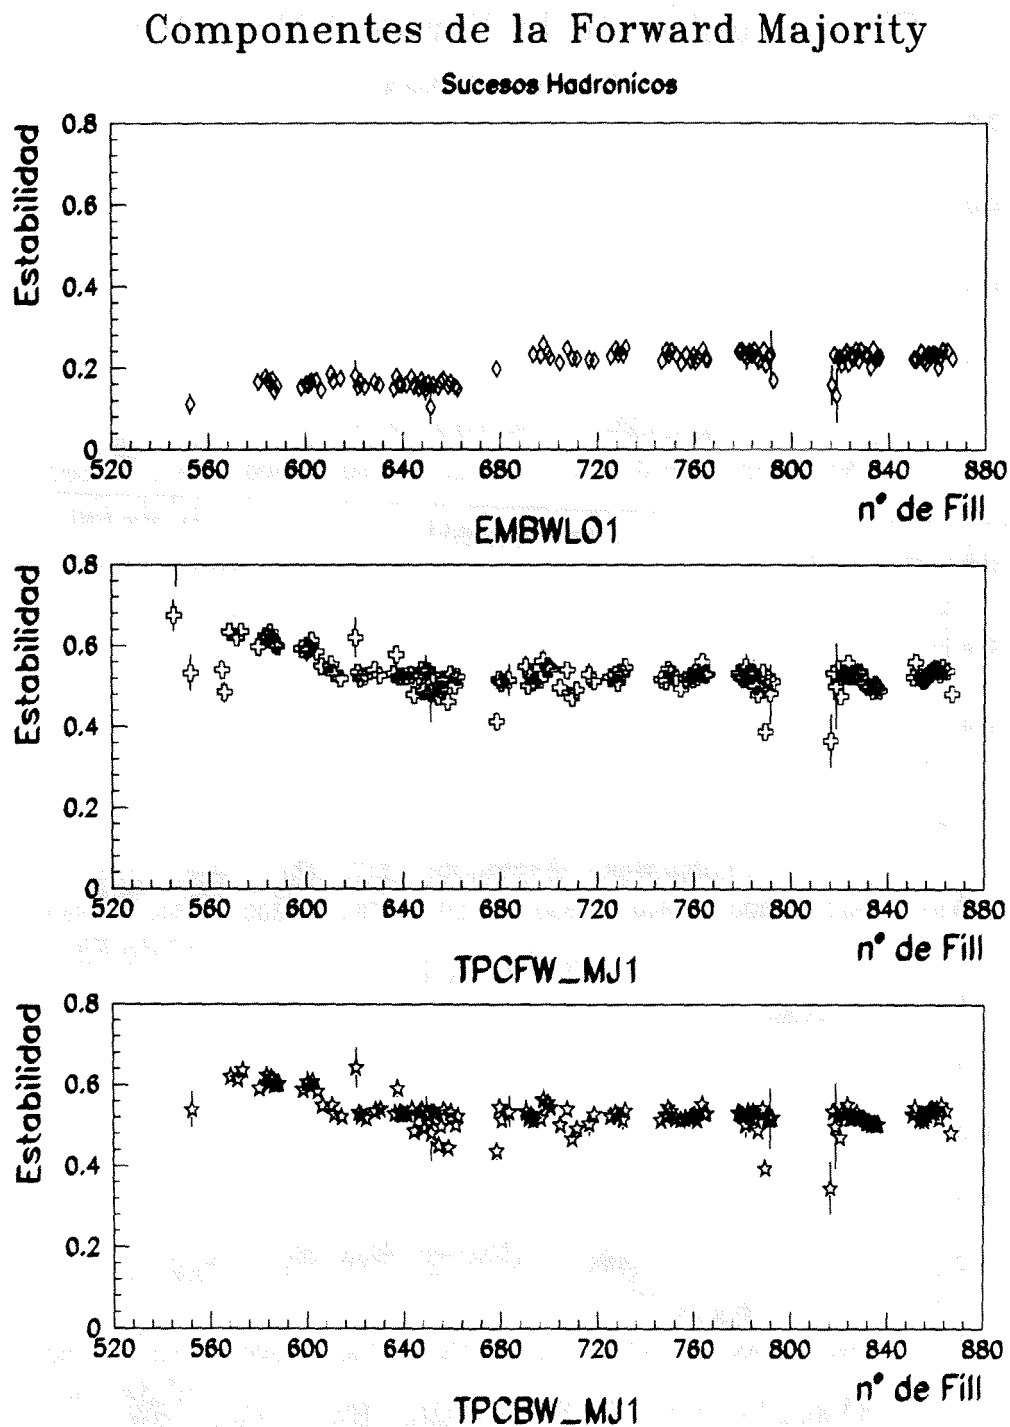 Componentes de la Forward Majority
Sucesos Hadronicos
Estabilidad
0.8
0.6
0.4
0.2
0
520 560 600 640 680 720 760 800 840 880
nº de Fill
EMBWLO1
Estabilidad
0.8
0.6
0.4
0.2
0
520 560 600 640 680 720 760 800 840 880
nº de Fill
TPCFW_MJ1
Estabilidad
0.8
0.6
0.4
0.2
0
520 560 600 640 680 720 760 800 840 880
nº de Fill
TPCBW_MJ1